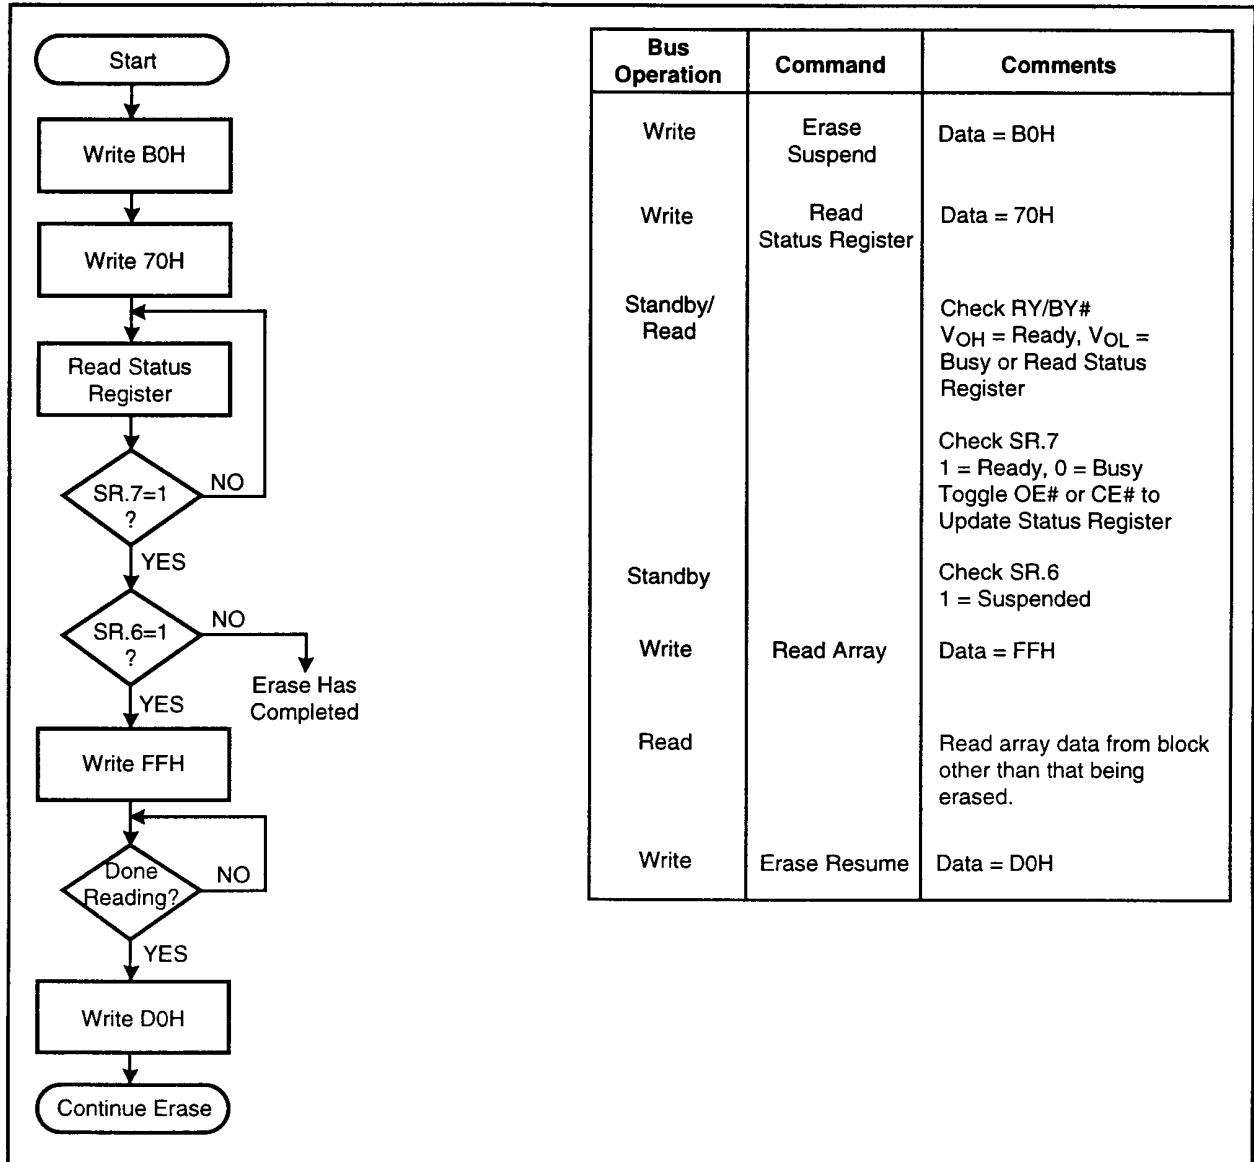 Start
Write B0H
Write 70H
Read Status
Register
SR.7=1
?
NO
YES
SR.6=1
?
NO
Erase Has
Completed
YES
Write FFH
Done
Reading?
NO
YES
Write D0H
Continue Erase
Bus
Operation
Command
Comments
Write
Erase
Suspend
Data = B0H
Write
Read
Status Register
Data = 70H
Standby/
Read
Check RY/BY#
VOH = Ready, VOL =
Busy or Read Status
Register
Check SR.7
1 = Ready, 0 = Busy
Toggle OE# or CE# to
Update Status Register
Standby
Check SR.6
1 = Suspended
Write
Read Array
Data = FFH
Read
Read array data from block
other than that being
erased.
Write
Erase Resume
Data = D0H